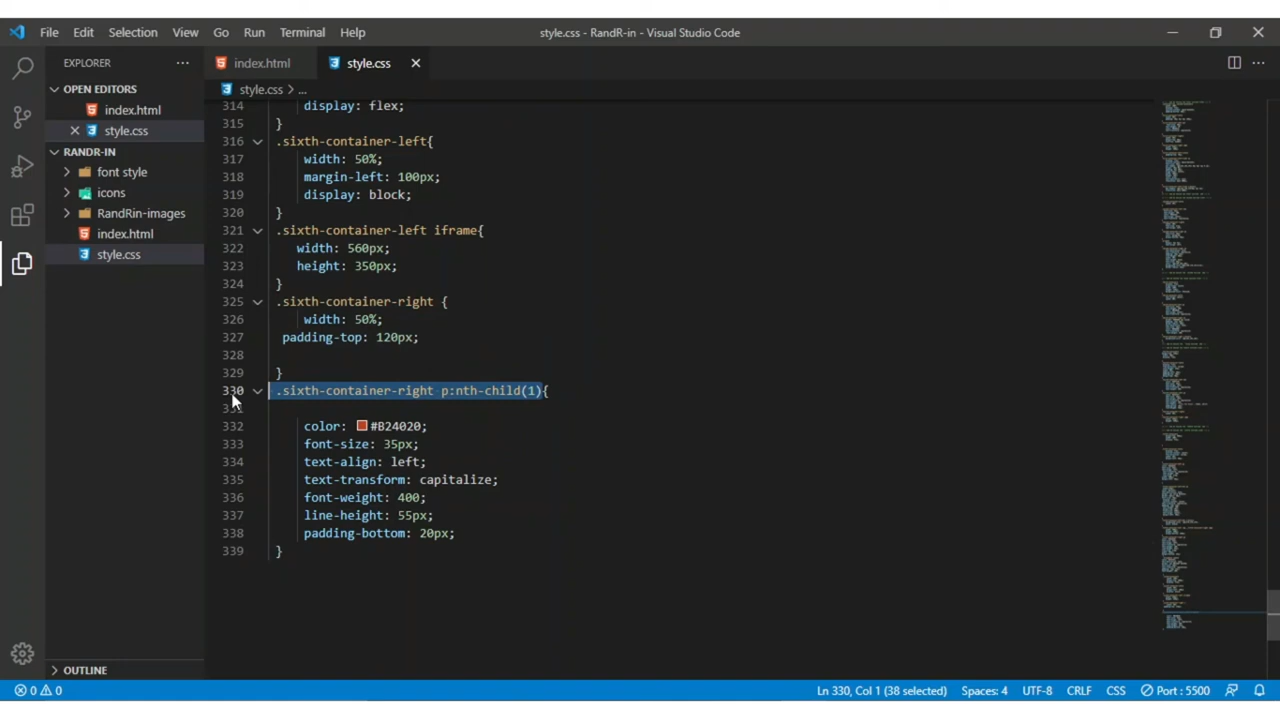 File Edit Selection View Go Run Terminal Help
style.css - RandR-in - Visual Studio Code
EXPLORER
OPEN EDITORS
index.html
style.css
RANDR-IN
font style
icons
RandRin-images
index.html
style.css
OUTLINE
index.html style.css
style.css > ...
314 display: flex;
315 }
316 .sixth-container-left{
317 width: 50%;
318 margin-left: 100px;
319 display: block;
320 }
321 .sixth-container-left iframe{
322 width: 560px;
323 height: 350px;
324 }
325 .sixth-container-right {
326 width: 50%;
327 padding-top: 120px;
328
329 }
330 .sixth-container-right p:nth-child(1){
331
332 color: #B24020;
333 font-size: 35px;
334 text-align: left;
335 text-transform: capitalize;
336 font-weight: 400;
337 line-height: 55px;
338 padding-bottom: 20px;
339 }
0 0 Ln 330, Col 1 (38 selected) Spaces: 4 UTF-8 CRLF CSS Port : 5500